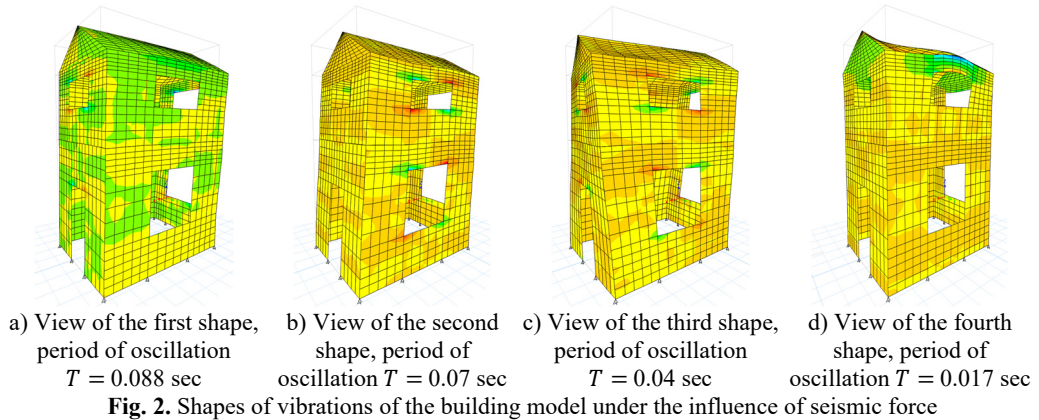 a) View of the first shape,
period of oscillation
T = 0.088 sec
b) View of the second
shape, period of
oscillation T = 0.07 sec
c) View of the third shape,
period of oscillation
T = 0.04 sec
d) View of the fourth
shape, period of
oscillation T = 0.017 sec
Fig. 2. Shapes of vibrations of the building model under the influence of seismic force